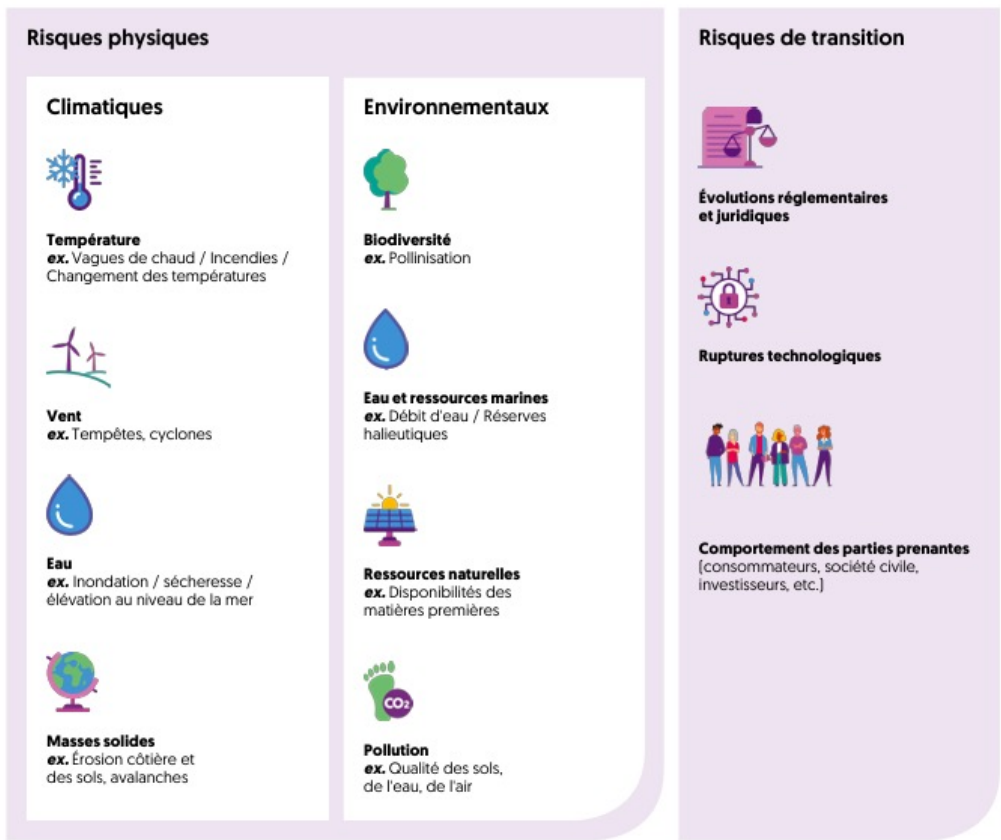 Risques physiques
Climatiques
Température
ex. Vagues de chaud / Incendies /
Changement des températures
Vent
ex. Tempêtes, cyclones
Eau
ex. Inondation / sécheresse /
élévation au niveau de la mer
Masses solides
ex. Érosion côtière et
des sols, avalanches
Environnementaux
Biodiversité
ex. Pollinisation
Eau et ressources marines
ex. Débit d'eau / Réserves
halieutiques
Ressources naturelles
ex. Disponibilités des
matières premières
CO2
Pollution
ex. Qualité des sols,
de l'eau, de l'air
Risques de transition
Évolutions réglementaires
et juridiques
Ruptures technologiques
Comportement des parties prenantes
(consommateurs, société civile,
investisseurs, etc.)